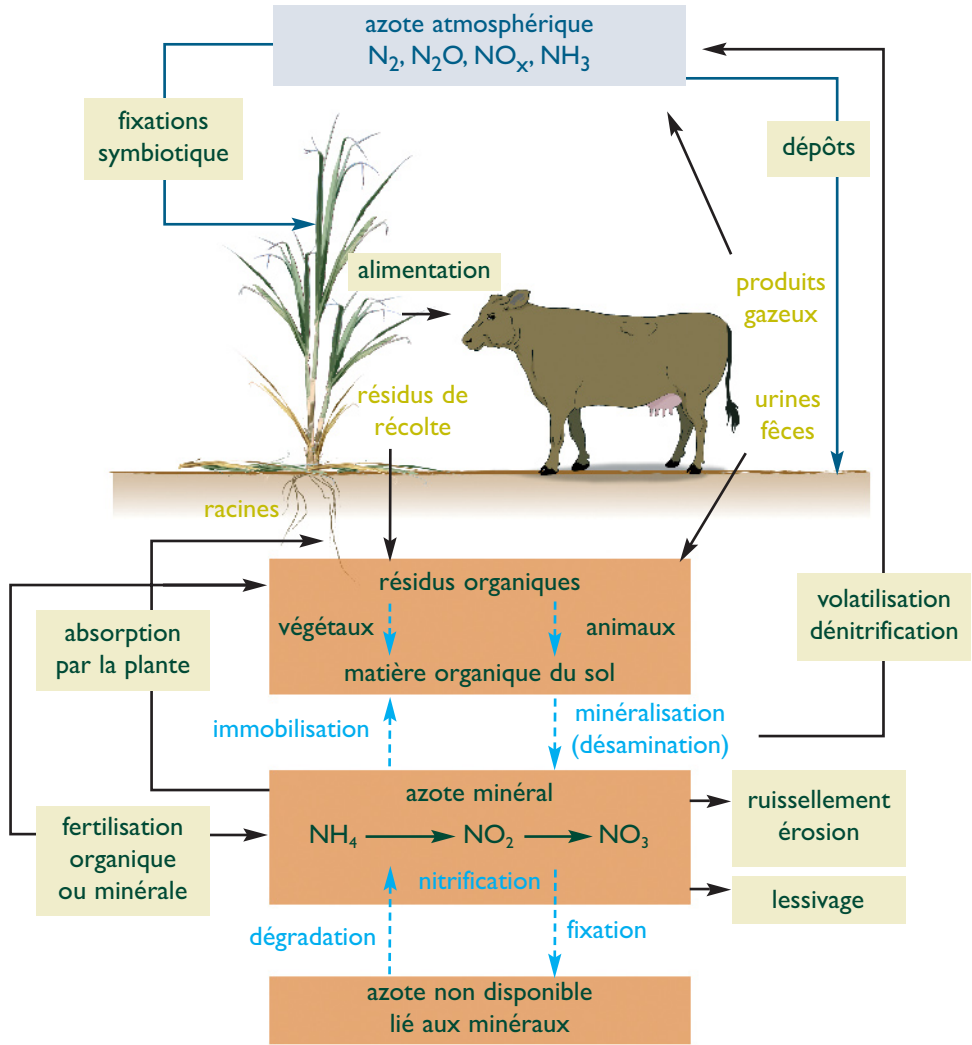 azote atmosphérique
N₂, N₂O, NOₓ, NH₃
fixations
symbiotique
dépôts
alimentation
produits
gazeux
résidus de
récolte
urines
fêces
racines
résidus organiques
végétaux
animaux
matière organique du sol
absorption
par la plante
volatilisation
dénitrification
immobilisation
minéralisation
(désamination)
azote minéral
NH₄ NO₂ NO₃
nitrification
fertilisation
organique
ou minérale
ruissellement
érosion
lessivage
dégradation
fixation
azote non disponible
lié aux minéraux